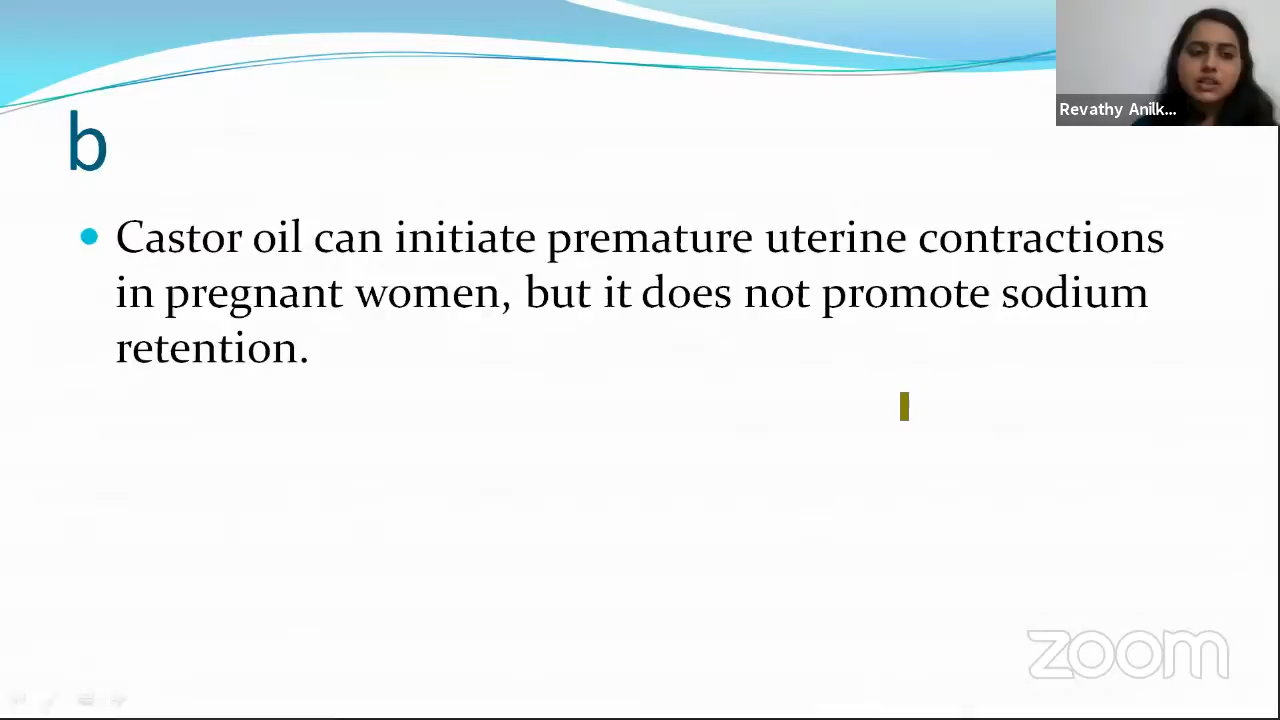 Revathy Anilk...
b
Castor oil can initiate premature uterine contractions
in pregnant women, but it does not promote sodium
retention.
zoom